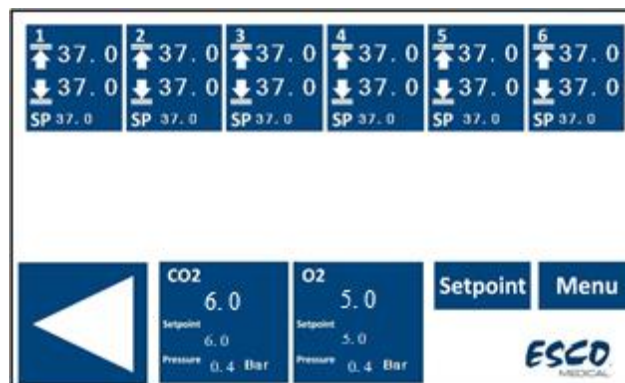 1 2 3 4 5 6
37.0 37.0 37.0 37.0 37.0 37.0
37.0 37.0 37.0 37.0 37.0 37.0
SP 37.0 SP 37.0 SP 37.0 SP 37.0 SP 37.0 SP 37.0
CO2
6.0
Setpoint
6.0
Pressure 0.4 Bar
O2
5.0
Setpoint
5.0
Pressure 0.4 Bar
Setpoint
Menu
ESCO
MEDICAL